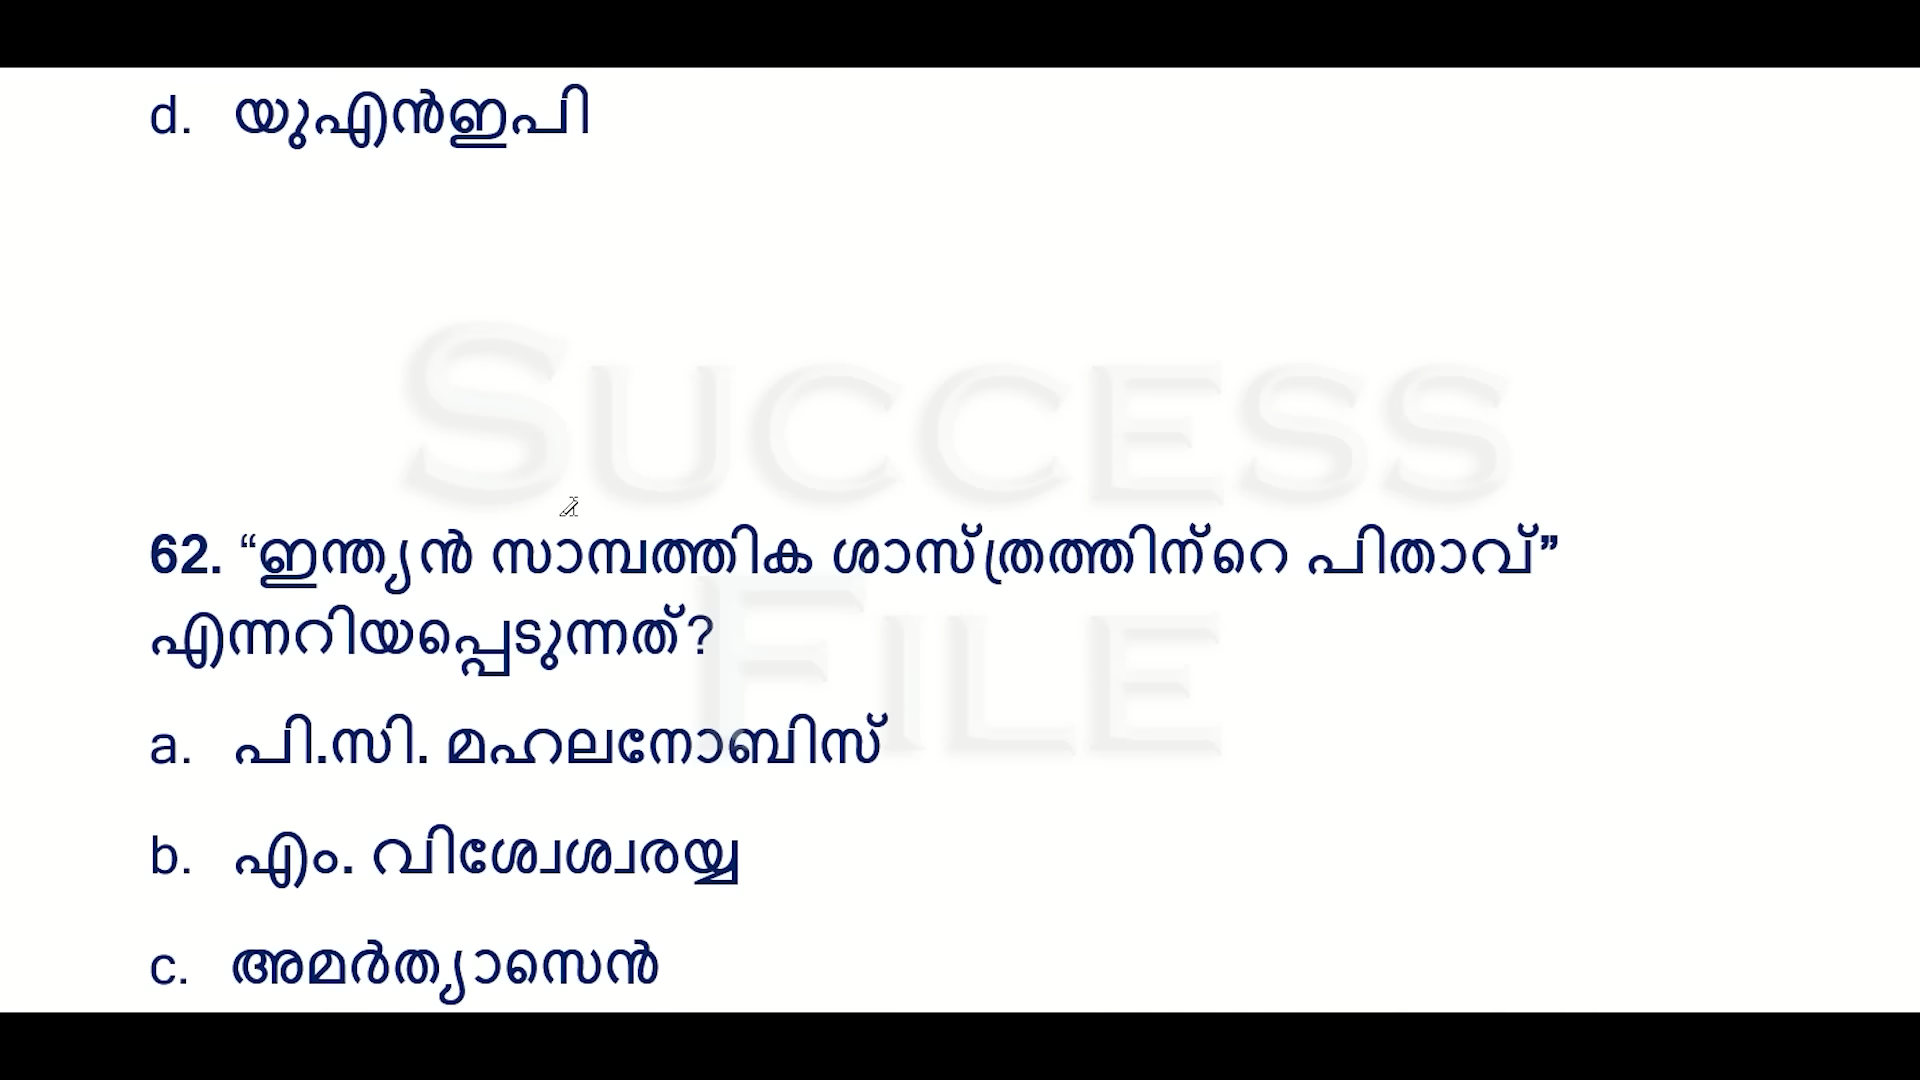 d. യുഎൻഇപി
SUCCESS
62. “ഇന്ത്യൻ സാമ്പത്തിക ശാസ്ത്രത്തിന്റെ പിതാവ്”
FILE
എന്നറിയപ്പെടുന്നത്?
a. പി.സി. മഹലനോബിസ്
b. എം. വിശ്വേശ്വരയ്യ
c. അമർത്യാസെൻ